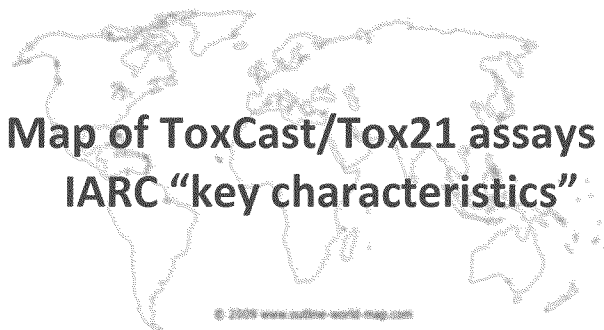 Map of ToxCast/Tox21 assays
IARC “key characteristics”
© 2009 www.outline-world-map.com